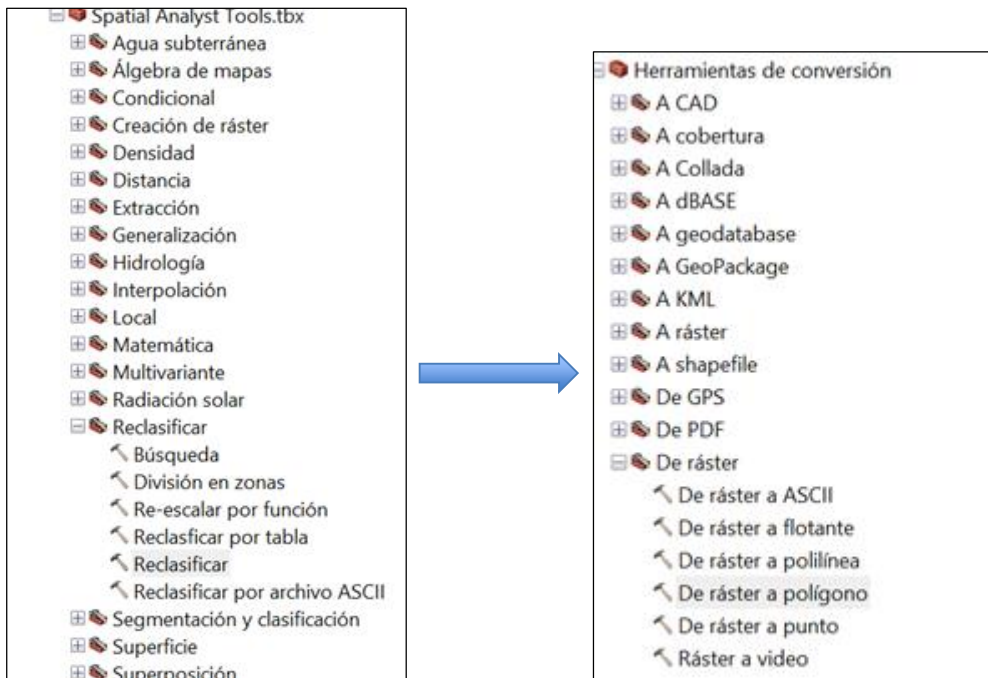 Spatial Analyst Tools.tbx
Agua subterránea
Álgebra de mapas
Condicional
Creación de ráster
Densidad
Distancia
Extracción
Generalización
Hidrología
Interpolación
Local
Matemática
Multivariante
Radiación solar
Reclasificar
Búsqueda
División en zonas
Re-escalar por función
Reclasficar por tabla
Reclasificar
Reclasificar por archivo ASCII
Segmentación y clasificación
Superficie
Superposición
Herramientas de conversión
A CAD
A cobertura
A Collada
A dBASE
A geodatabase
A GeoPackage
A KML
A ráster
A shapefile
De GPS
De PDF
De ráster
De ráster a ASCII
De ráster a flotante
De ráster a polilínea
De ráster a polígono
De ráster a punto
Ráster a video